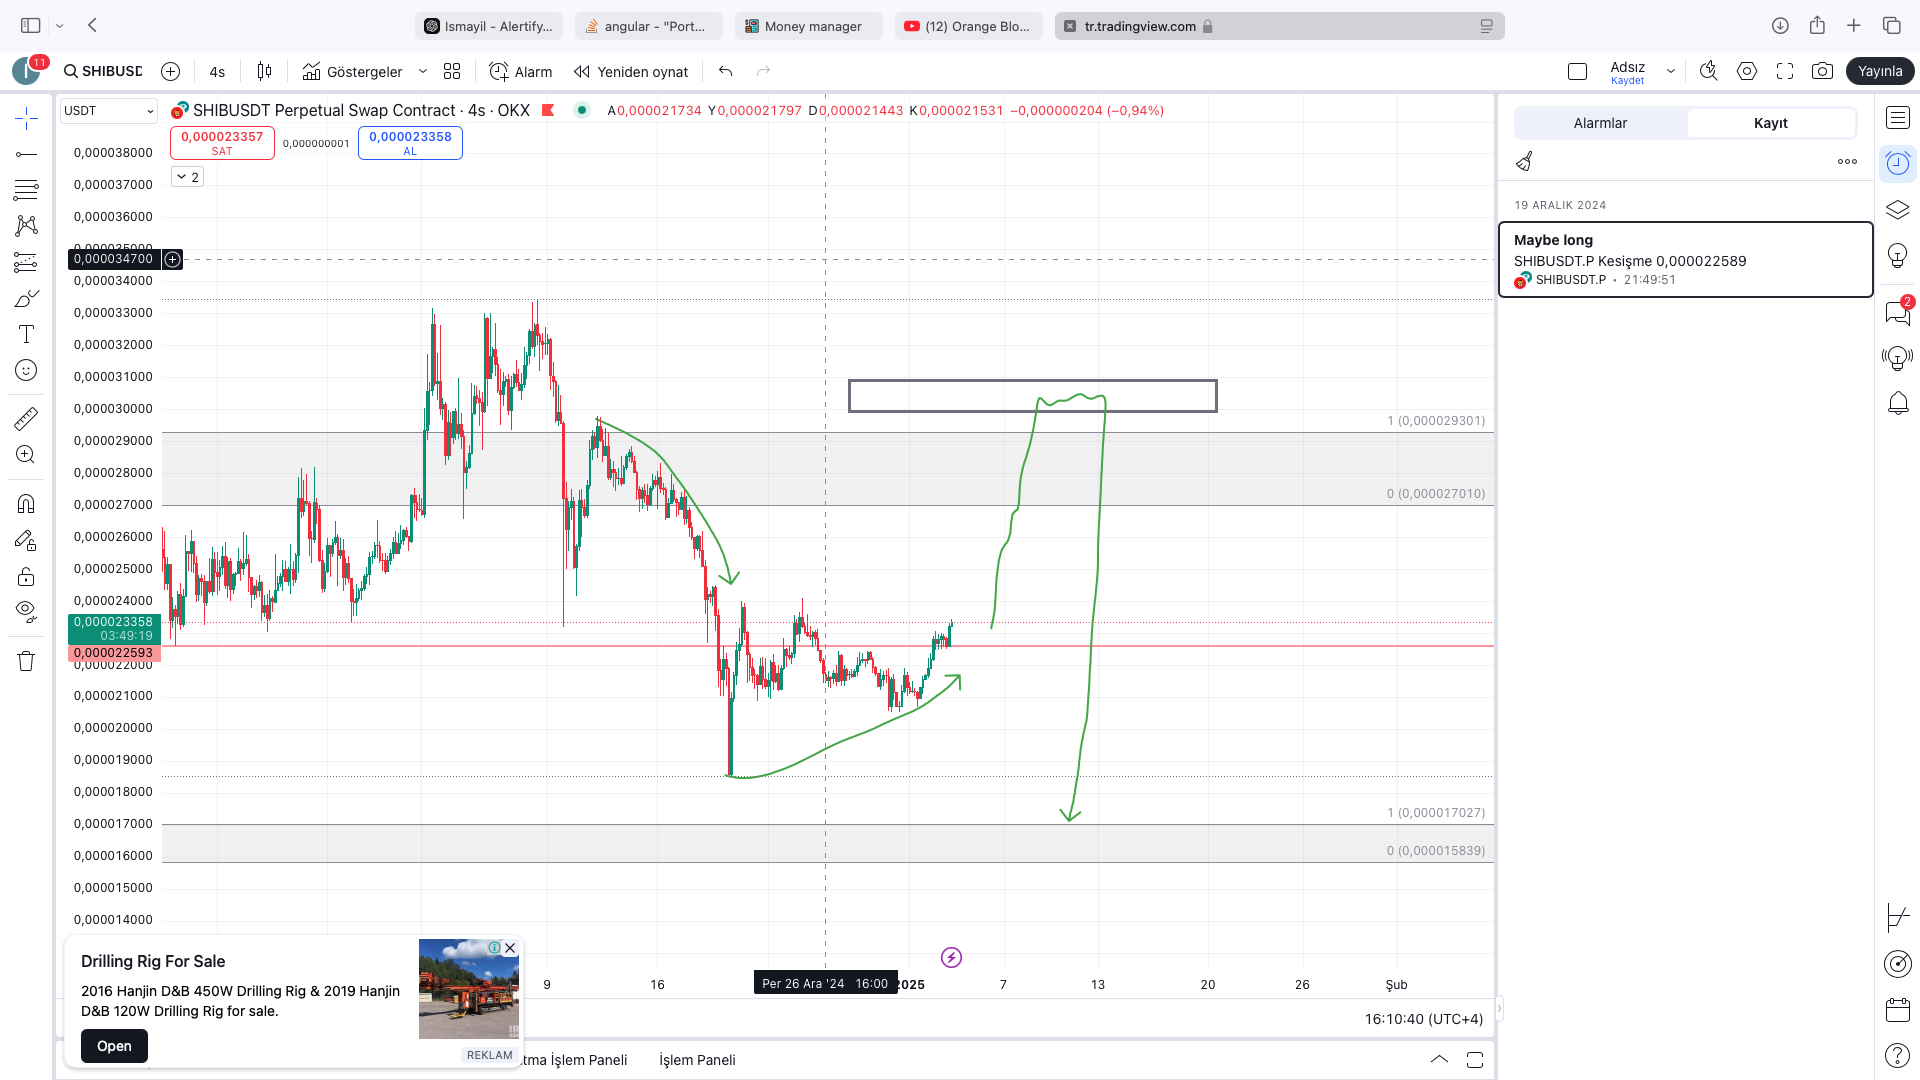 Ismayil - Alertify...
angular - "Port...
Money manager
(12) Orange Blo...
tr.tradingview.com
I
11
SHIBUSD
4s
Göstergeler
Alarm
Yeniden oynat
Adsız
Kaydet
Yayınla
USDT
SHIBUSDT Perpetual Swap Contract · 4s · OKX
A0,000021734 Y0,000021797 D0,000021443 K0,000021531 −0,000000204 (−0,94%)
0,000023357
SAT
0,000000001
0,000023358
AL
2
0,000038000
0,000037000
0,000036000
0,000035000
0,000034700
0,000034000
0,000033000
0,000032000
0,000031000
0,000030000
0,000029000
0,000028000
0,000027000
0,000026000
0,000025000
0,000024000
0,000023358
03:49:19
0,000022593
0,000022000
0,000021000
0,000020000
0,000019000
0,000018000
0,000017000
0,000016000
0,000015000
0,000014000
1 (0,000029301)
0 (0,000027010)
1 (0,000017027)
0 (0,000015839)
9
16
Per 26 Ara '24 16:00
2025
7
13
20
26
Şub
16:10:40 (UTC+4)
Drilling Rig For Sale
2016 Hanjin D&B 450W Drilling Rig & 2019 Hanjin
D&B 120W Drilling Rig for sale.
Open
REKLAM
tma İşlem Paneli
İşlem Paneli
Alarmlar
Kayıt
19 ARALIK 2024
Maybe long
SHIBUSDT.P Kesişme 0,000022589
SHIBUSDT.P · 21:49:51
2